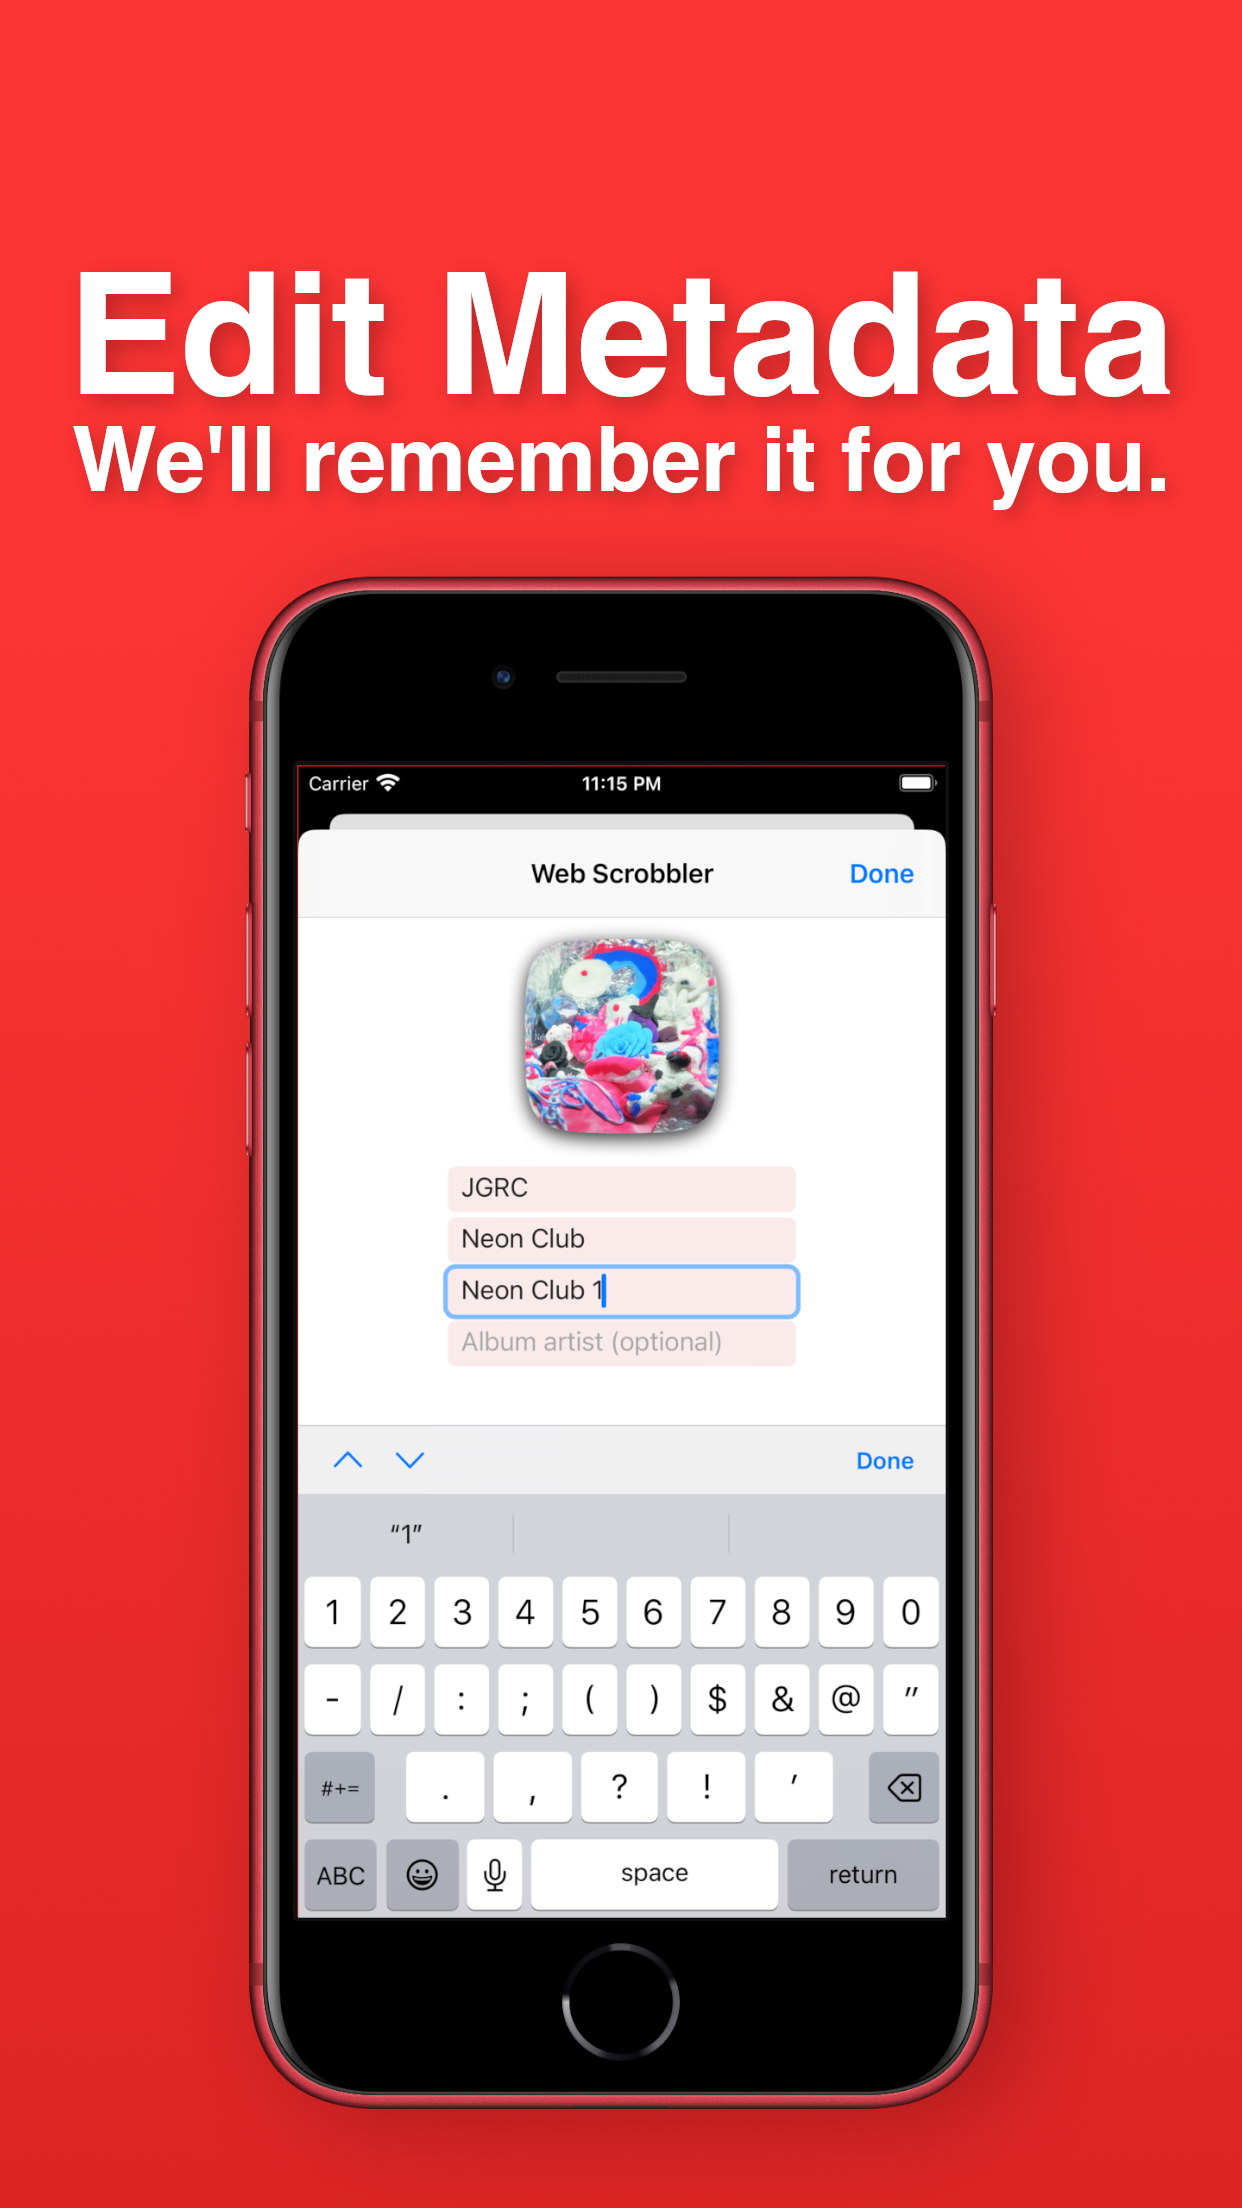 Edit Metadata
We'll remember it for you.
Carrier 11:15 PM
Web Scrobbler Done
JGRC
Neon Club
Neon Club 1
Album artist (optional)
Done
“1”
1 2 3 4 5 6 7 8 9 0
- / : ; ( ) $ & @ "
#+= . , ? ! '
ABC space return